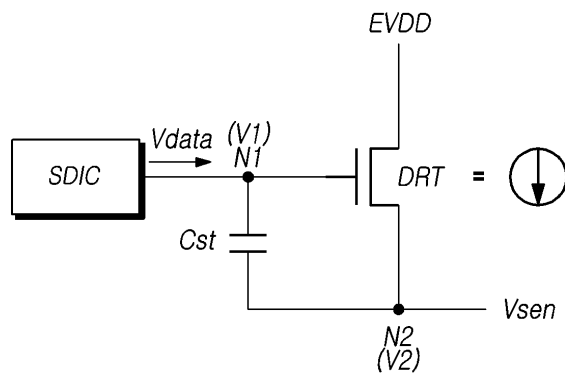 EVDD
Vdata
(V1)
N1
SDIC
DRT
=
Cst
Vsen
N2
(V2)